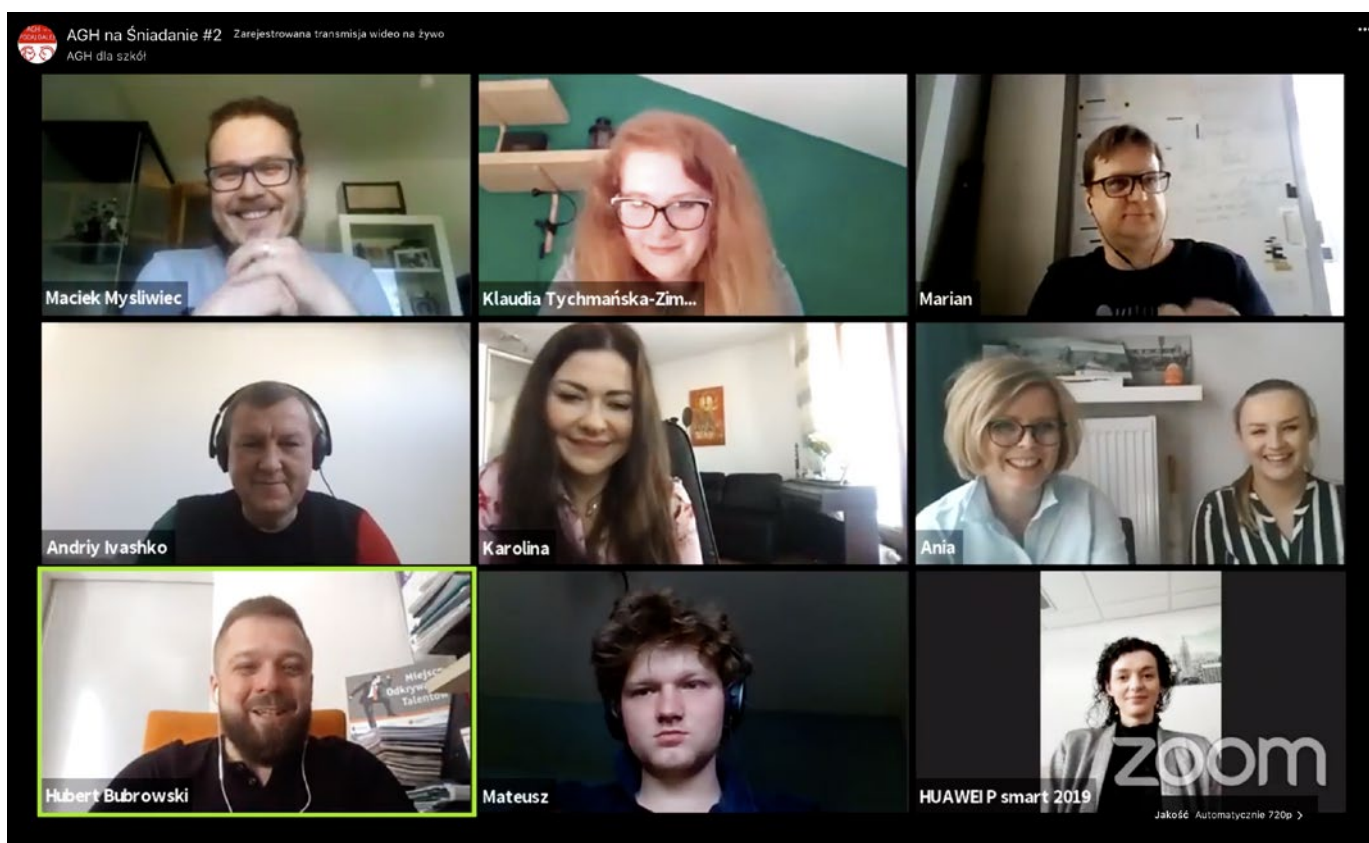 AGH na Śniadanie #2 Zarejestrowana transmisja wideo na żywo
AGH dla szkół
Maciek Mysliwiec
Klaudia Tychmańska-Zim...
Marian
Andriy Ivashko
Karolina
Ania
Miejsce
Odkrywania
Talentów
Hubert Bubrowski
Mateusz
HUAWEI P smart 2019
zoom
Jakość Automatycznie 720p >